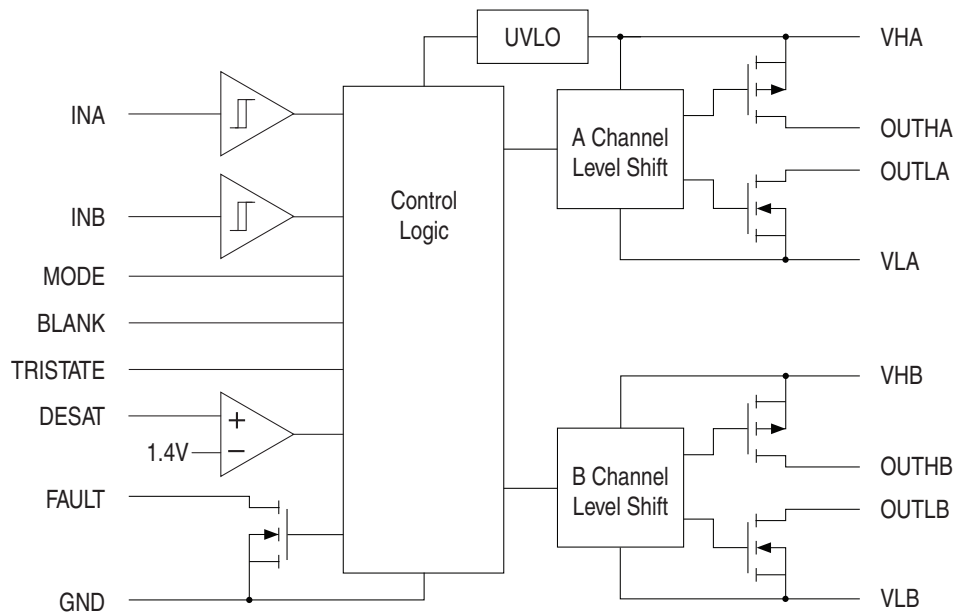 UVLO
VHA
INA
A Channel
Level Shift
OUTHA
OUTLA
Control
Logic
INB
VLA
MODE
BLANK
TRISTATE
VHB
DESAT
+
1.4V
−
B Channel
Level Shift
OUTHB
FAULT
OUTLB
GND
VLB